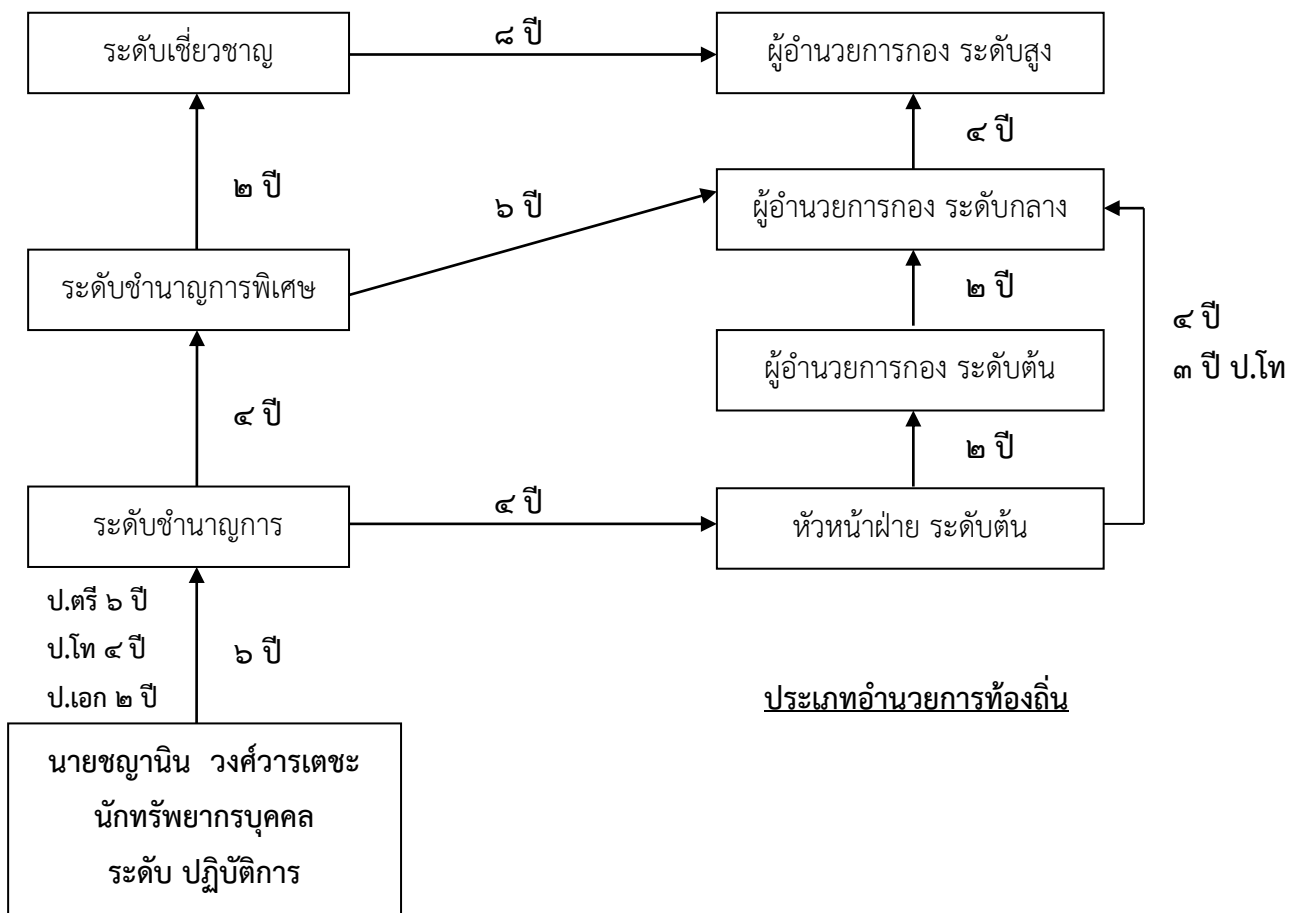 ระดับเชี่ยวชาญ
๘ ปี
ผู้อำนวยการกอง ระดับสูง
๔ ปี
๒ ปี
๖ ปี
ผู้อำนวยการกอง ระดับกลาง
ระดับชำนาญการพิเศษ
๒ ปี
๔ ปี
๓ ปี ป.โท
ผู้อำนวยการกอง ระดับต้น
๔ ปี
๒ ปี
ระดับชำนาญการ
๔ ปี
หัวหน้าฝ่าย ระดับต้น
ป.ตรี ๖ ปี
ป.โท ๔ ปี
ป.เอก ๒ ปี
๖ ปี
ประเภทอำนวยการท้องถิ่น
นายชญานิน วงศ์วารเตชะ
นักทรัพยากรบุคคล
ระดับ ปฏิบัติการ